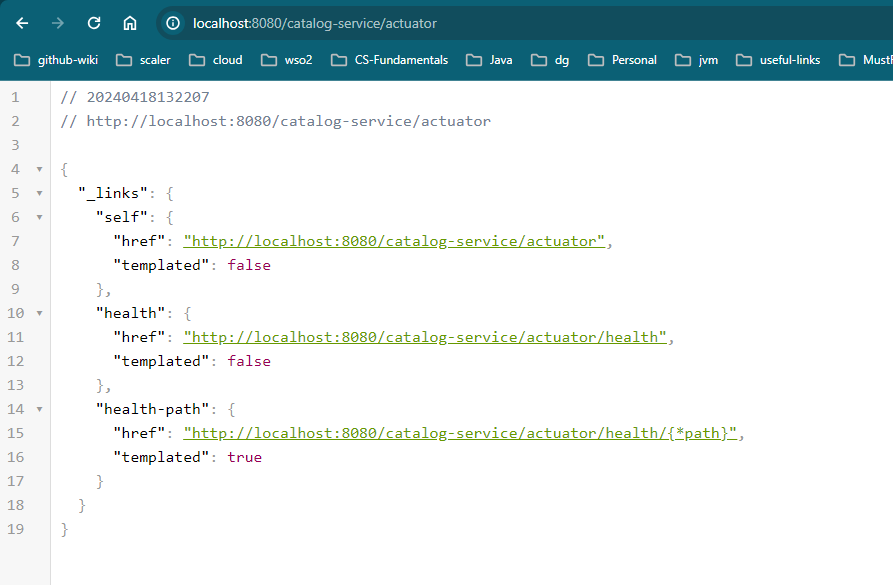 localhost:8080/catalog-service/actuator
github-wiki scaler cloud wso2 CS-Fundamentals Java dg Personal jvm useful-links MustR
1 // 20240418132207
2 // http://localhost:8080/catalog-service/actuator
3
4 {
5 "_links": {
6 "self": {
7 "href": "http://localhost:8080/catalog-service/actuator",
8 "templated": false
9 },
10 "health": {
11 "href": "http://localhost:8080/catalog-service/actuator/health",
12 "templated": false
13 },
14 "health-path": {
15 "href": "http://localhost:8080/catalog-service/actuator/health/{*path}",
16 "templated": true
17 }
18 }
19 }